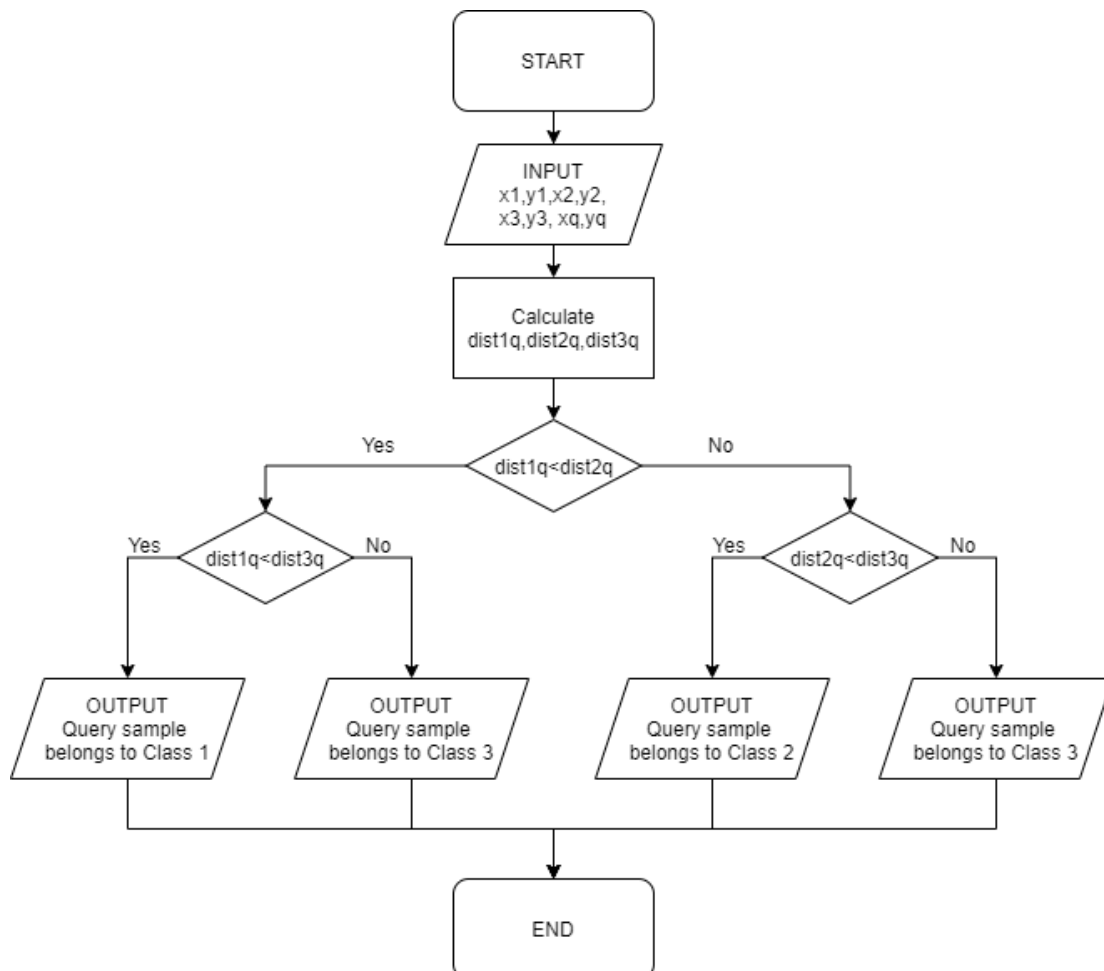 START
INPUT
x1,y1,x2,y2,
x3,y3, xq,yq
Calculate
dist1q,dist2q,dist3q
Yes
No
dist1q<dist2q
Yes
dist1q<dist3q
No
Yes
dist2q<dist3q
No
OUTPUT
Query sample
belongs to Class 1
OUTPUT
Query sample
belongs to Class 3
OUTPUT
Query sample
belongs to Class 2
OUTPUT
Query sample
belongs to Class 3
END